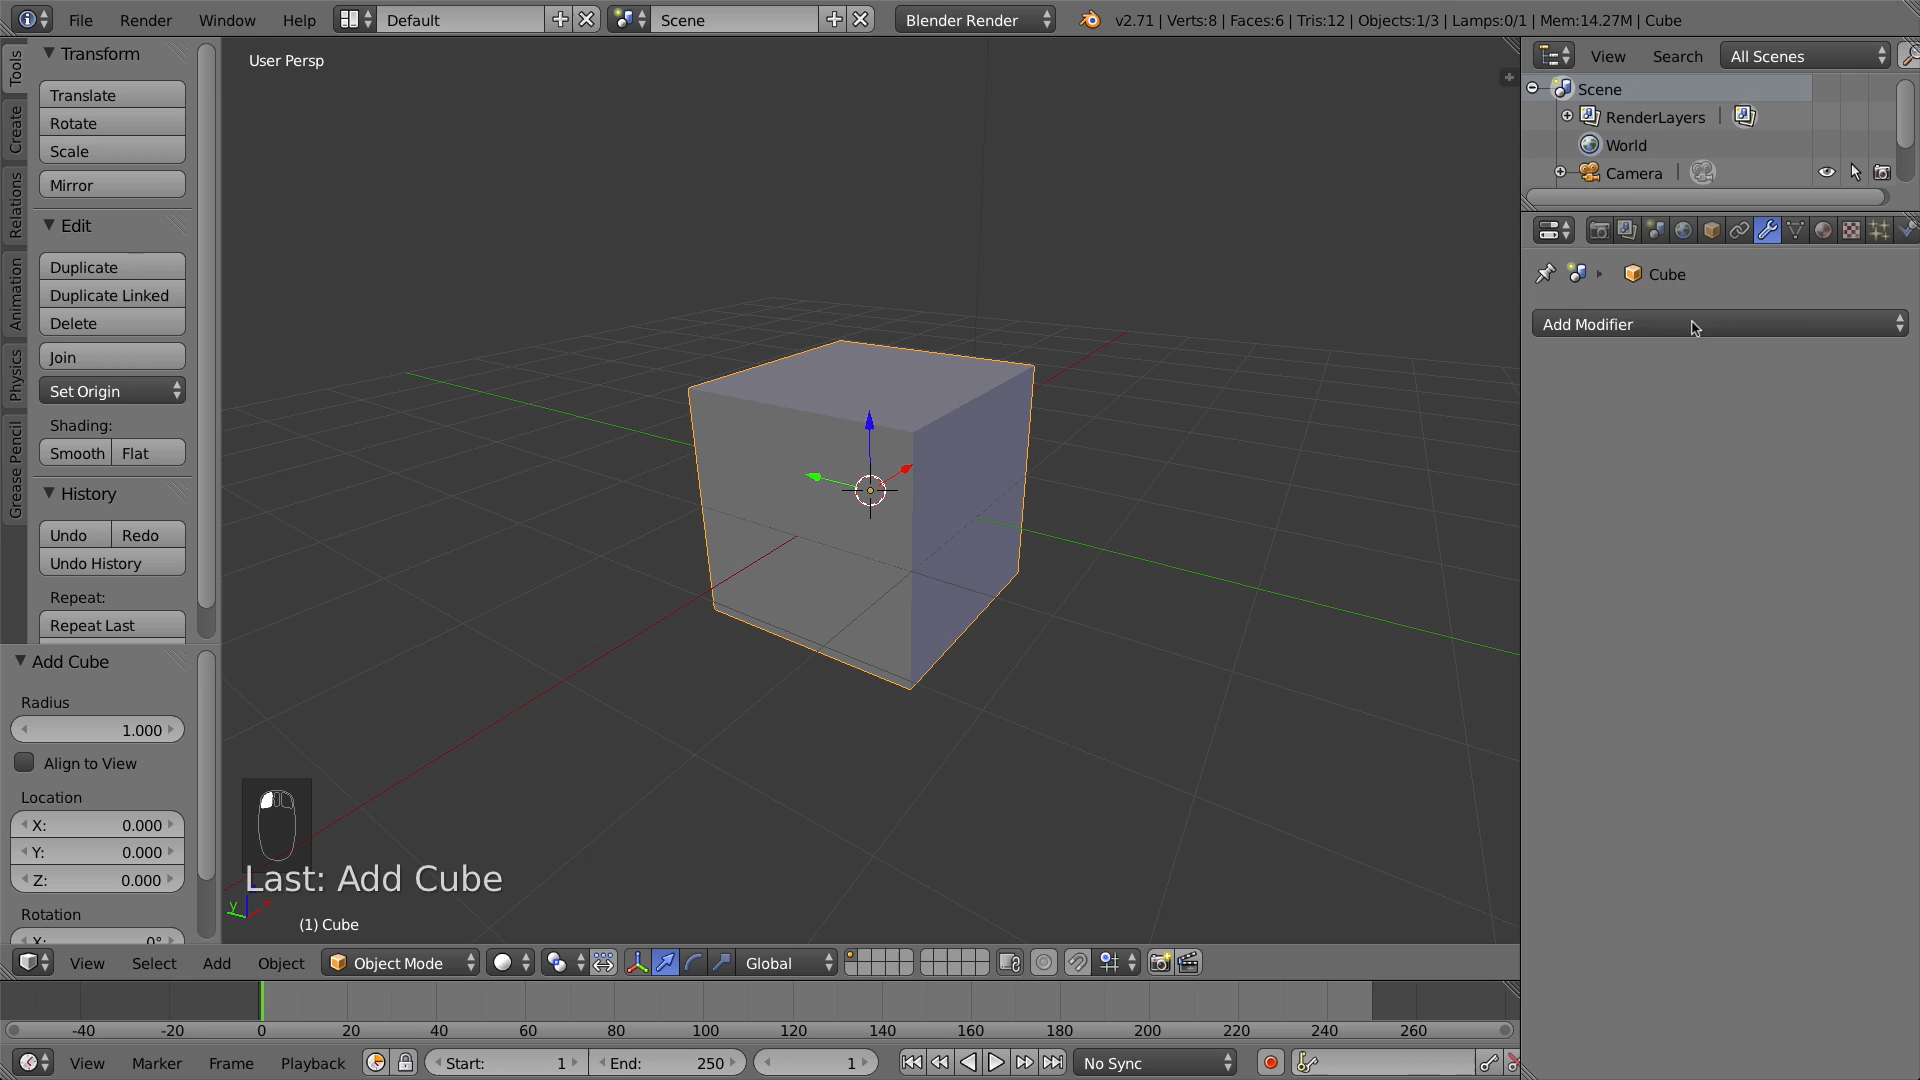 File Render Window Help Default Scene Blender Render v2.71 | Verts:8 | Faces:6 | Tris:12 | Objects:1/3 | Lamps:0/1 | Mem:14.27M | Cube
Tools
Create
Relations
Animation
Physics
Grease Pencil
Transform
Translate
Rotate
Scale
Mirror
Edit
Duplicate
Duplicate Linked
Delete
Join
Set Origin
Shading:
Smooth Flat
History
Undo Redo
Undo History
Repeat:
Repeat Last
Add Cube
Radius
1.000
Align to View
Location
X: 0.000
Y: 0.000
Z: 0.000
Rotation
X: 0°
User Persp
Last: Add Cube
y x
(1) Cube
View Search All Scenes
Scene
RenderLayers
World
Camera
Cube
Add Modifier
View Select Add Object Object Mode Global
-40 -20 0 20 40 60 80 100 120 140 160 180 200 220 240 260
View Marker Frame Playback Start: 1 End: 250 1 No Sync